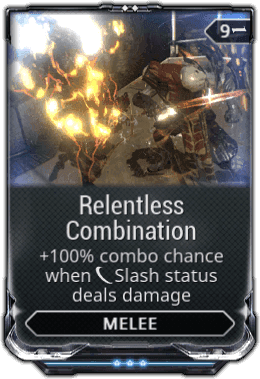 9
Relentless
Combination
+100% combo chance
when Slash status
deals damage
MELEE